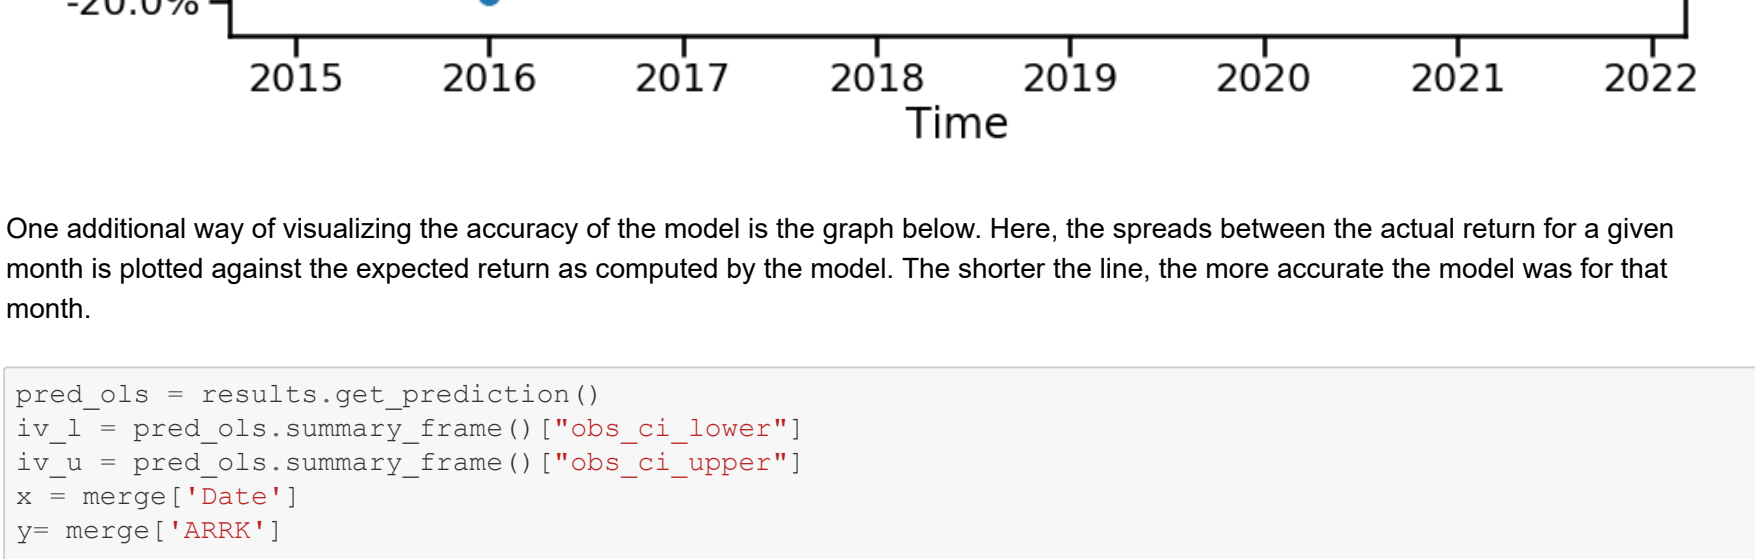 -20.0%
2015 2016 2017 2018 2019 2020 2021 2022
Time
One additional way of visualizing the accuracy of the model is the graph below. Here, the spreads between the actual return for a given
month is plotted against the expected return as computed by the model. The shorter the line, the more accurate the model was for that
month.
pred_ols = results.get_prediction()
iv_l = pred_ols.summary_frame()["obs_ci_lower"]
iv_u = pred_ols.summary_frame()["obs_ci_upper"]
x = merge['Date']
y= merge['ARRK']